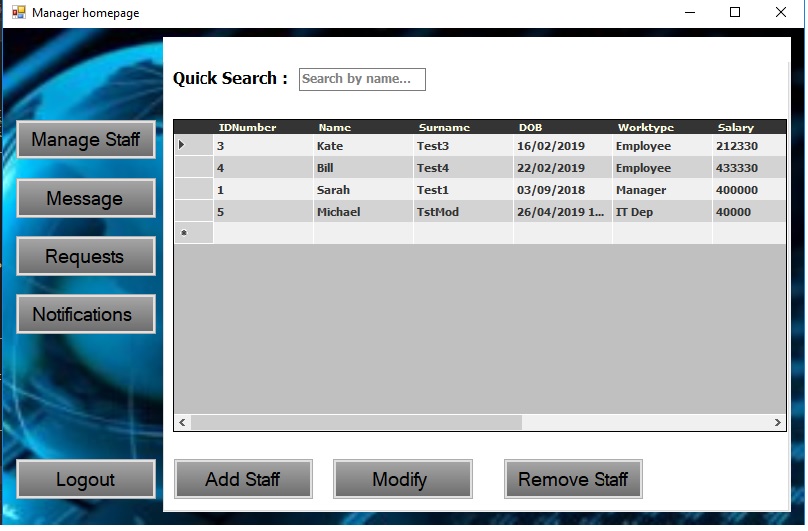 Manager homepage
Quick Search : Search by name...
Manage Staff
Message
Requests
Notifications
Logout
IDNumber Name Surname DOB Worktype Salary
3 Kate Test3 16/02/2019 Employee 212330
4 Bill Test4 22/02/2019 Employee 433330
1 Sarah Test1 03/09/2018 Manager 400000
5 Michael TstMod 26/04/2019 1... IT Dep 40000
Add Staff Modify Remove Staff